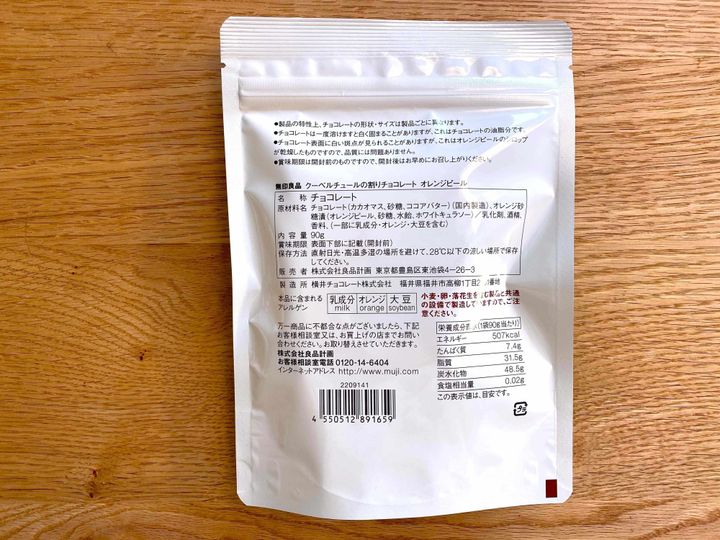 ●製品の特性上、チョコレートの形状・サイズは製品ごとに異なります。
●チョコレートは一度溶けますと白く固まることがありますが、これはチョコレートの油脂分です。
●チョコレート表面に白い斑点が見られることがありますが、これはオレンジピールのシロップ
が乾燥したものですので、品質には問題ありません。
●賞味期限は開封前のものですので、開封後はお早めにお召し上がりください。
無印良品 クーベルチュールの割りチョコレート オレンジピール
名 称 チョコレート
原材料名 チョコレート(カカオマス、砂糖、ココアバター)(国内製造)、オレンジ砂
糖漬(オレンジピール、砂糖、水飴、ホワイトキュラソー)/乳化剤、酒精、
香料、(一部に乳成分・オレンジ・大豆を含む)
内 容 量 90g
賞味期限 表面下部に記載(開封前)
保存方法 直射日光・高温多湿の場所を避けて、28℃以下の涼しい場所で保存
してください。
販 売 者 株式会社良品計画 東京都豊島区東池袋4-26-3
製 造 所 横井チョコレート株式会社 福井県福井市高柳1丁目2 番地
本品に含まれる
アレルゲン
乳成分 オレンジ 大豆
milk orange soybean
小麦・卵・落花生を含む製品と共通
の設備で製造していますので、ご注
意ください。
万一商品に不都合な点がございましたら、下記
お客様相談室又は、お買上げの店までお問い
合わせください。お取り替えさせていただきます。
株式会社良品計画
お客様相談室電話 0120-14-6404
インターネットアドレス http://www.muji.com
2209141
4 550512 891659
栄養成分表示(1袋90g当たり)
エネルギー 507kcal
たんぱく質 7.4g
脂質 31.5g
炭水化物 48.5g
食塩相当量 0.02g
この表示値は、目安です。